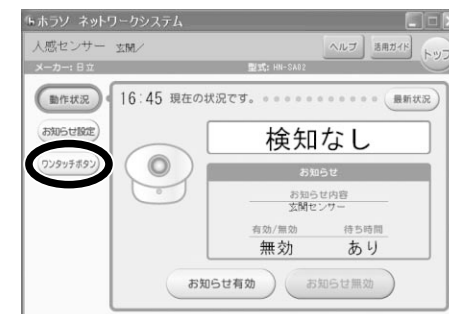 ホラソ ネットワークシステム
人感センサー 玄関／
ヘルプ
活用ガイド
メーカー: 日立
型式: HN-SA02
動作状況
16:45 現在の状況です。
最新状況
お知らせ設定
検知なし
ワンタッチボタン
お知らせ
お知らせ内容
玄関センサー
有効/無効 待ち時間
無効 あり
お知らせ有効
お知らせ無効